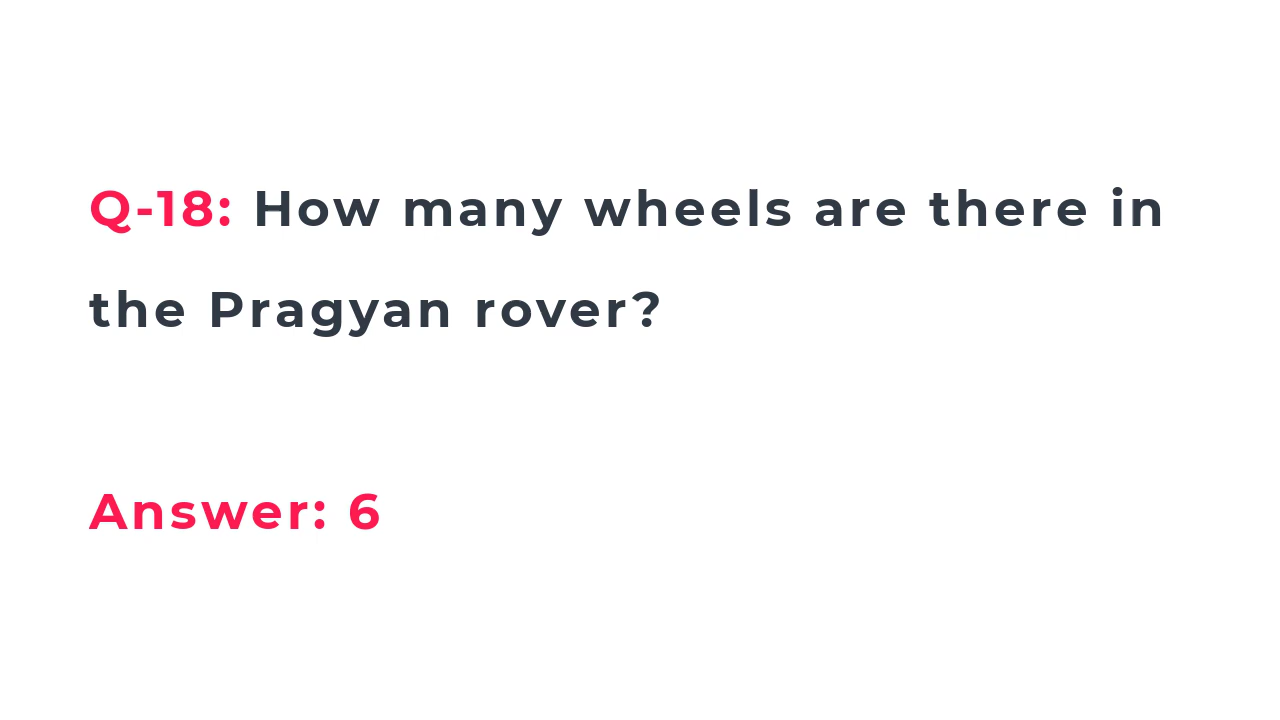 Q-18: How many wheels are there in
the Pragyan rover?
Answer: 6